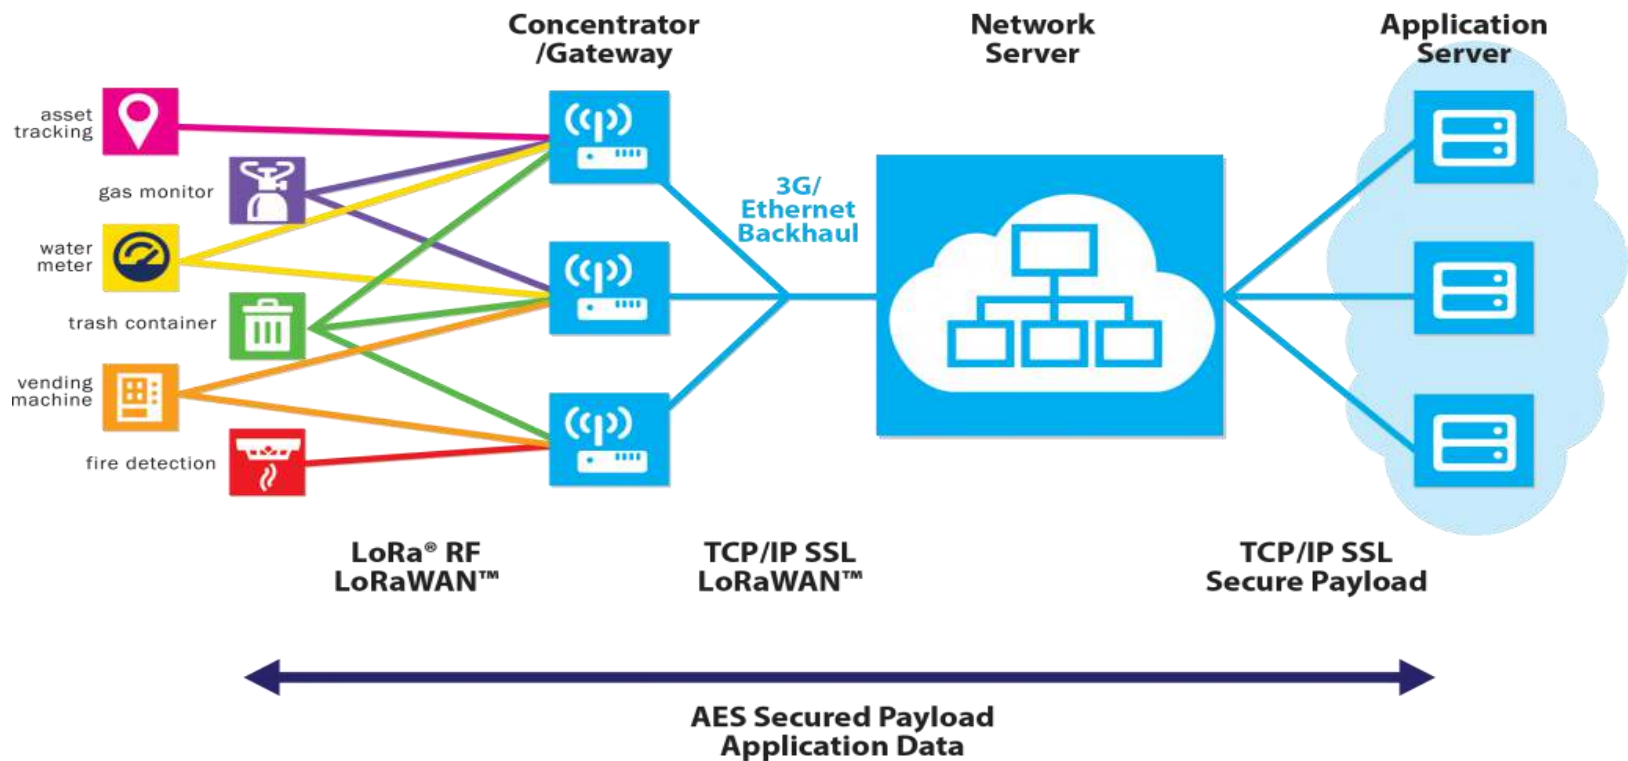 Concentrator
/Gateway
Network
Server
Application
Server
asset
tracking
gas monitor
water
meter
trash container
vending
machine
fire detection
3G/
Ethernet
Backhaul
LoRa® RF
LoRaWAN™
TCP/IP SSL
LoRaWAN™
TCP/IP SSL
Secure Payload
AES Secured Payload
Application Data